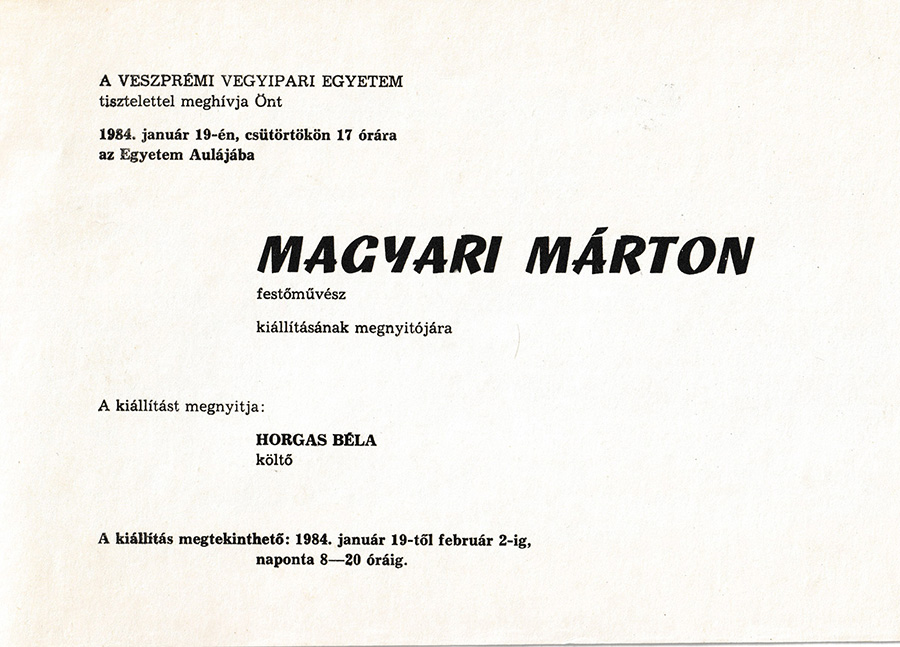 A VESZPRÉMI VEGYIPARI EGYETEM
tisztelettel meghívja Önt
1984. január 19-én, csütörtökön 17 órára
az Egyetem Aulájába
MAGYARI MÁRTON
festőművész
kiállításának megnyitójára
A kiállítást megnyitja:
HORGAS BÉLA
költő
A kiállítás megtekinthető: 1984. január 19-től február 2-ig,
naponta 8—20 óráig.